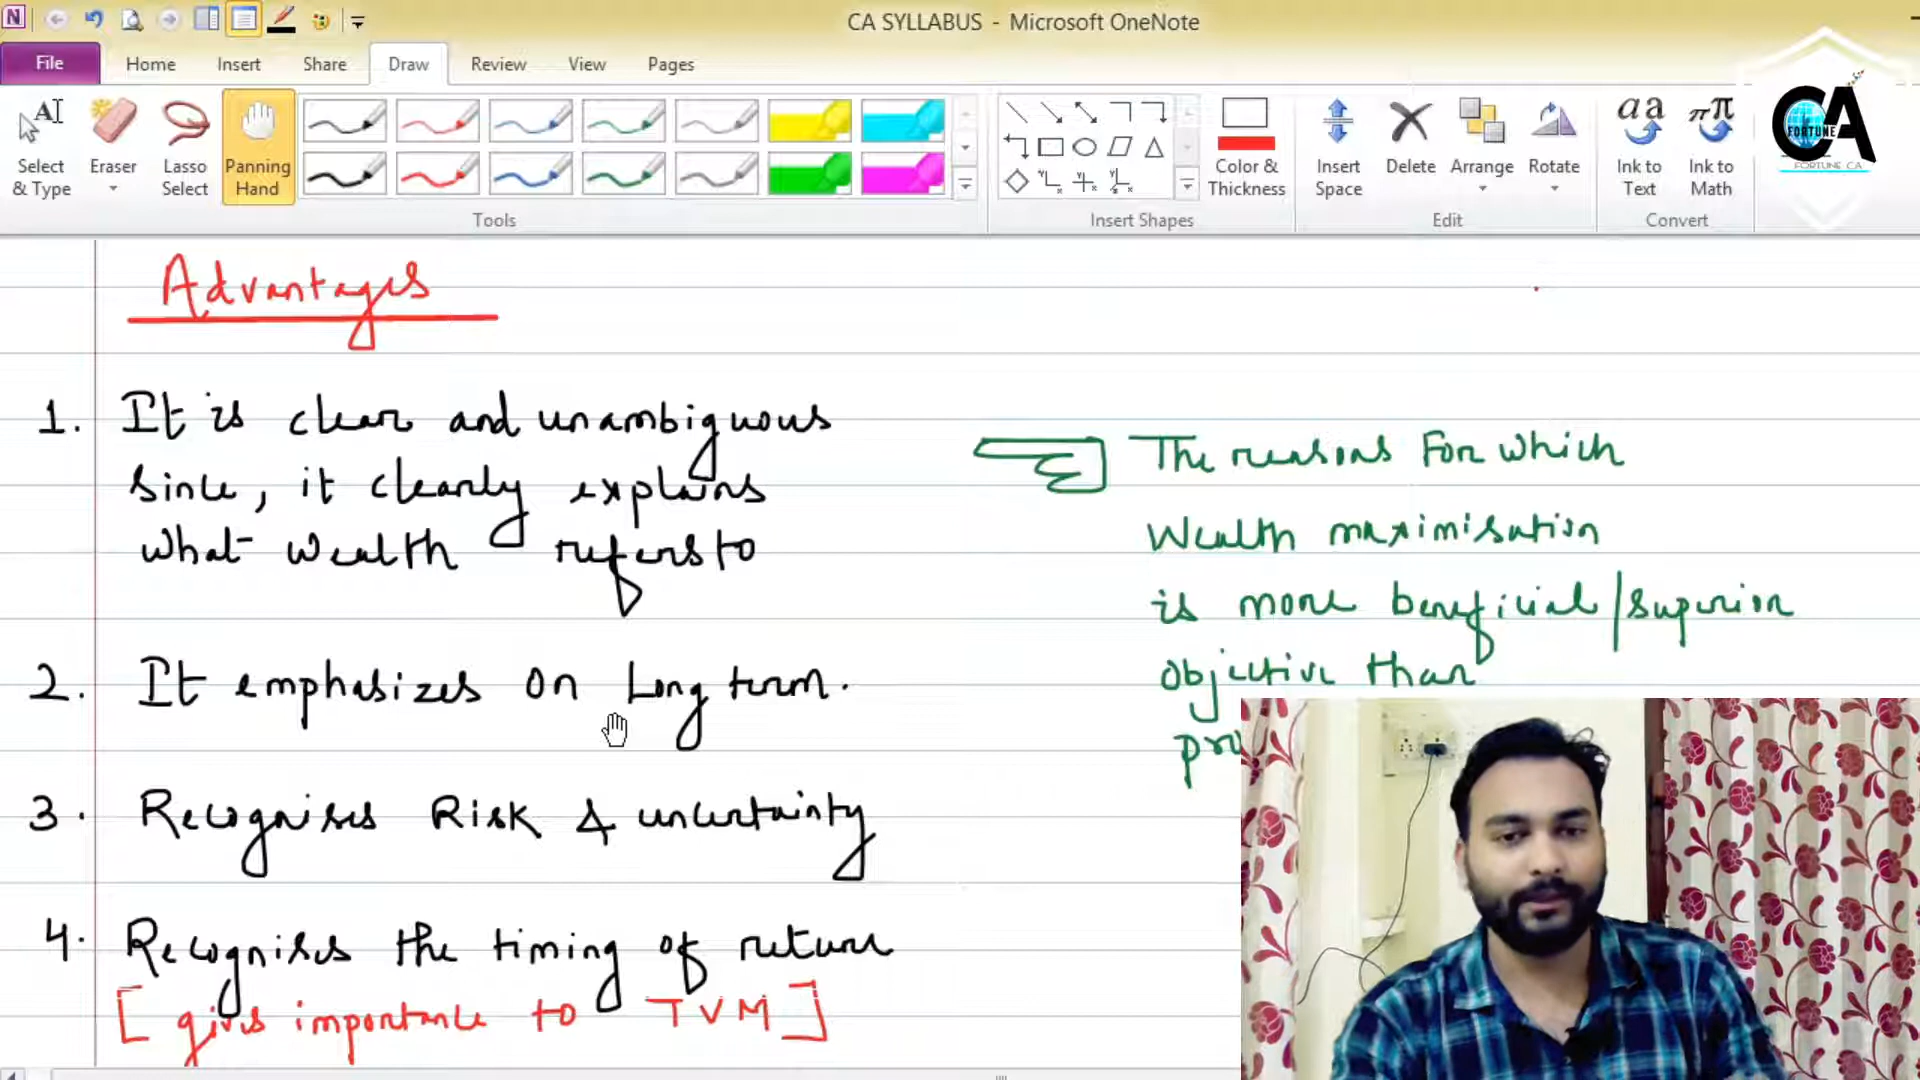 CA SYLLABUS - Microsoft OneNote
File Home Insert Share Draw Review View Pages
Select & Type
Eraser
Lasso Select
Panning Hand
Color & Thickness
Insert Space
Delete
Arrange
Rotate
Ink to Text
Ink to Math
Tools
Insert Shapes
Edit
Convert
CA
FORTUNE
FORTUNE CA
Advantages
1. It is clear and unambiguous
since, it clearly explains
what wealth refers to
2. It emphasizes on Long term.
3. Recognises Risk & uncertainty
4. Recognises the timing of return
[gives importance to TVM]
The reasons for which
Wealth maximisation
is more beneficial/superior
objective than